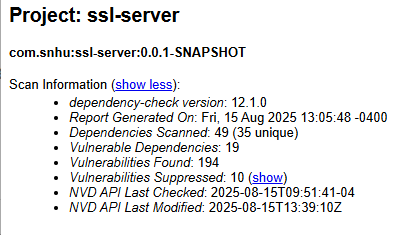 Project: ssl-server
com.snhu:ssl-server:0.0.1-SNAPSHOT
Scan Information (show less):
• dependency-check version: 12.1.0
• Report Generated On: Fri, 15 Aug 2025 13:05:48 -0400
• Dependencies Scanned: 49 (35 unique)
• Vulnerable Dependencies: 19
• Vulnerabilities Found: 194
• Vulnerabilities Suppressed: 10 (show)
• NVD API Last Checked: 2025-08-15T09:51:41-04
• NVD API Last Modified: 2025-08-15T13:39:10Z